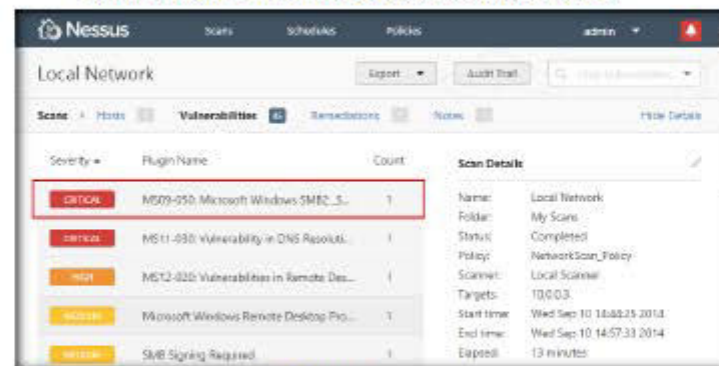 Nessus
Scans
Schedules
Policies
admin
Local Network
Export
Audit Trail
Scans
Hosts
Vulnerabilities
Remediations
Notes
Hide Details
Severity
Plugin Name
Count
Scan Details
CRITICAL
MS09-050: Microsoft Windows SMB2_S...
1
Name:
Local Network
Folder:
My Scans
CRITICAL
MS11-030: Vulnerability in DNS Resoluti...
1
Status:
Completed
Policy:
NetworkScan_Policy
HIGH
MS12-020: Vulnerabilities in Remote Des...
1
Scanner:
Local Scanner
Targets:
10.0.0.3
MEDIUM
Microsoft Windows Remote Desktop Pro...
1
Start time:
Wed Sep 10 14:44:25 2014
End time:
Wed Sep 10 14:57:33 2014
MEDIUM
SMB Signing Required
1
Elapsed:
13 minutes